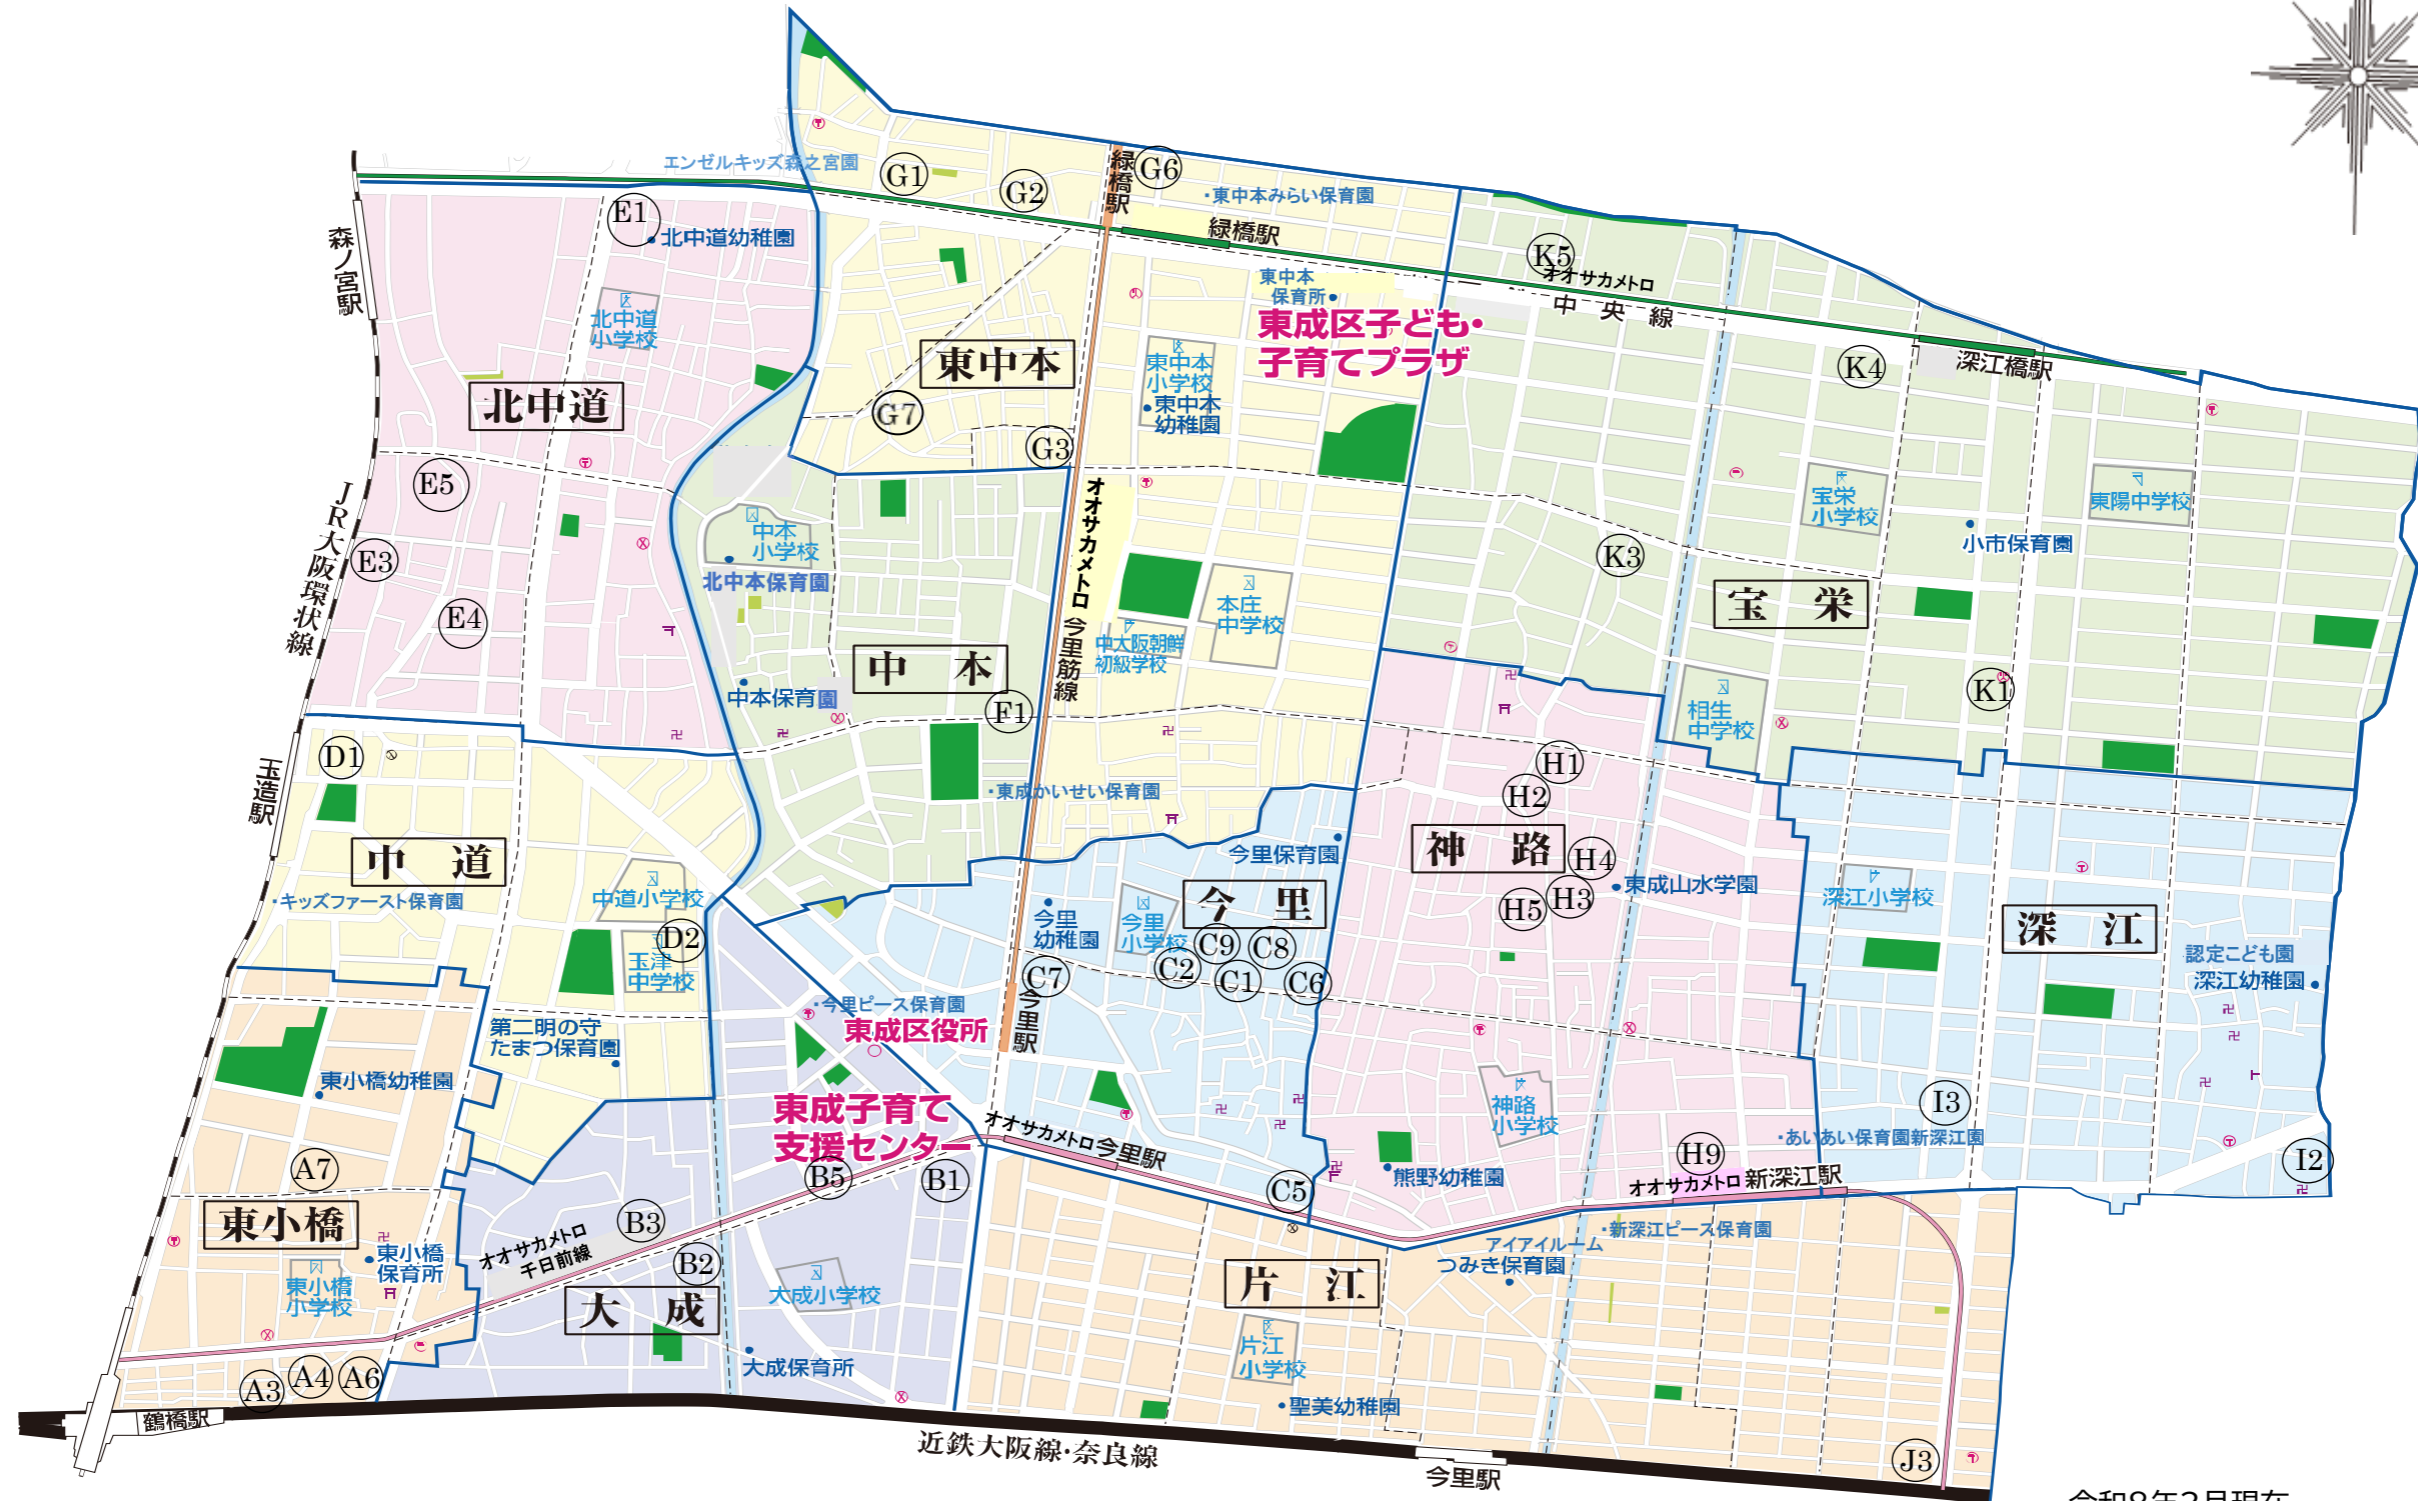 エンゼルキッズ森之宮園
G1
G2
緑橋駅
G6
・東中本みらい保育園
緑橋駅
E1
北中道幼稚園
森ノ宮駅
北中道
小学校
北中道
東中本
G7
G3
東中本
保育所
東成区子ども・
子育てプラザ
東中本
小学校
東中本
幼稚園
K5
オオサカメトロ
中央線
K4
深江橋駅
E5
E3
E4
JR大阪環状線
中本
小学校
北中本保育園
中本
中本保育園
F1
オオサカメトロ 今里筋線
本庄
中学校
中大阪朝鮮
初級学校
K3
宝栄
小学校
東陽中学校
小市保育園
宝栄
K1
相生
中学校
D1
玉造駅
中道
・キッズファースト保育園
中道小学校
D2
玉津
中学校
第二明の守
たまつ保育園
・東成かいせい保育園
今里保育園
今里
今里
幼稚園
今里
小学校
C9
C8
C2
C1
C6
C7
今里駅
H1
H2
神路
H4
H3
H5
東成山水学園
深江小学校
深江
認定こども園
深江幼稚園
・今里ピース保育園
東成区役所
東成子育て
支援センター
東小橋幼稚園
A7
東小橋
東小橋
保育所
東小橋
小学校
A3
A4
A6
鶴橋駅
B5
B1
B3
B2
オオサカメトロ
千日前線
大成
大成小学校
大成保育所
オオサカメトロ 今里駅
C5
神路
小学校
熊野幼稚園
H9
オオサカメトロ 新深江駅
・あいあい保育園新深江園
I3
I2
・新深江ピース保育園
アイアイルーム
つみき保育園
片江
片江
小学校
聖美幼稚園
J3
近鉄大阪線・奈良線
今里駅
令和8年3月現在